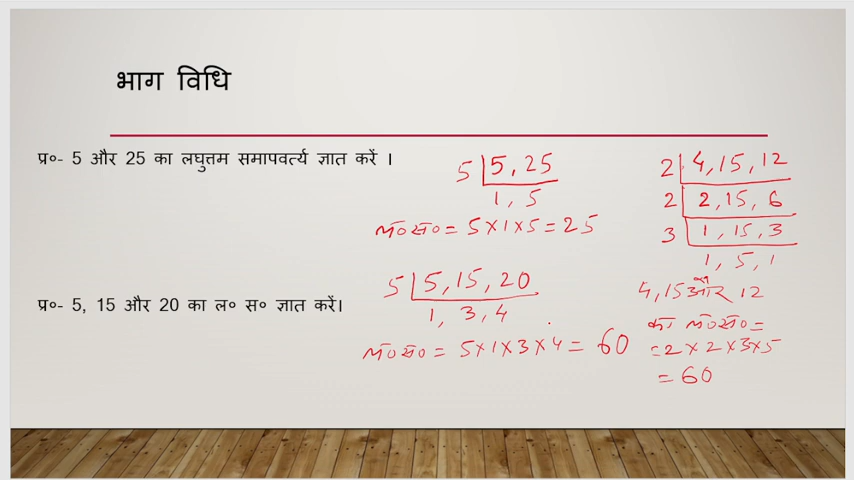 भाग विधि
प्र०- 5 और 25 का लघुत्तम समापवर्त्य ज्ञात करें ।
5 | 5, 25
1, 5
ल०स० = 5×1×5 = 25
प्र०- 5, 15 और 20 का ल० स० ज्ञात करें।
5 | 5, 15, 20
1, 3, 4
ल०स० = 5×1×3×4 = 60
2 | 4, 15, 12
2 | 2, 15, 6
3 | 1, 15, 3
1, 5, 1
4, 15 और 12
का ल०स० =
= 2×2×3×5
= 60